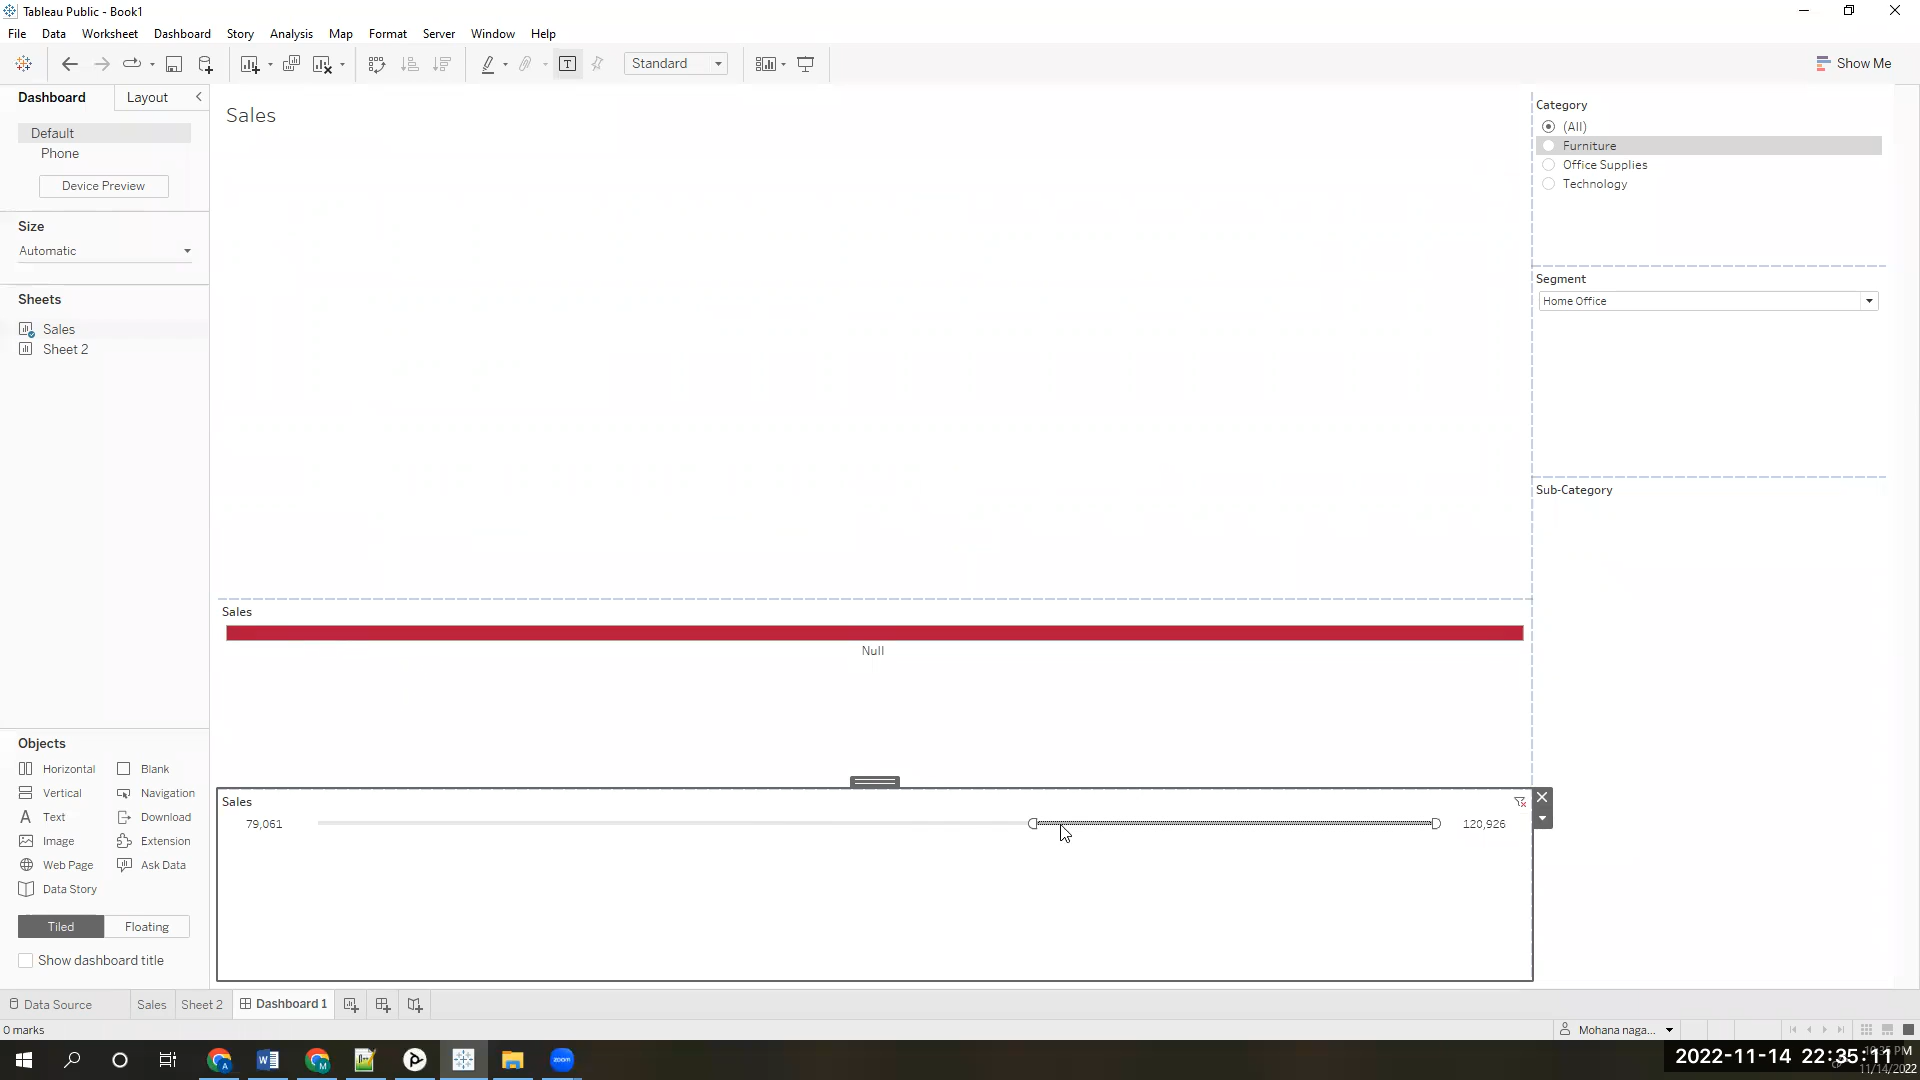 Tableau Public - Book1
File Data Worksheet Dashboard Story Analysis Map Format Server Window Help
Standard
Show Me
Dashboard
Layout
Default
Phone
Device Preview
Size
Automatic
Sheets
Sales
Sheet 2
Objects
Horizontal Blank
Vertical Navigation
Text Download
Image Extension
Web Page Ask Data
Data Story
Tiled Floating
Show dashboard title
Sales
Category
(All)
Furniture
Office Supplies
Technology
Segment
Home Office
Sub-Category
Sales
Null
Sales
79,061
120,926
Data Source Sales Sheet 2 Dashboard 1
0 marks
Mohana naga...
zoom
2022-11-14 22:35:11
11/14/2022